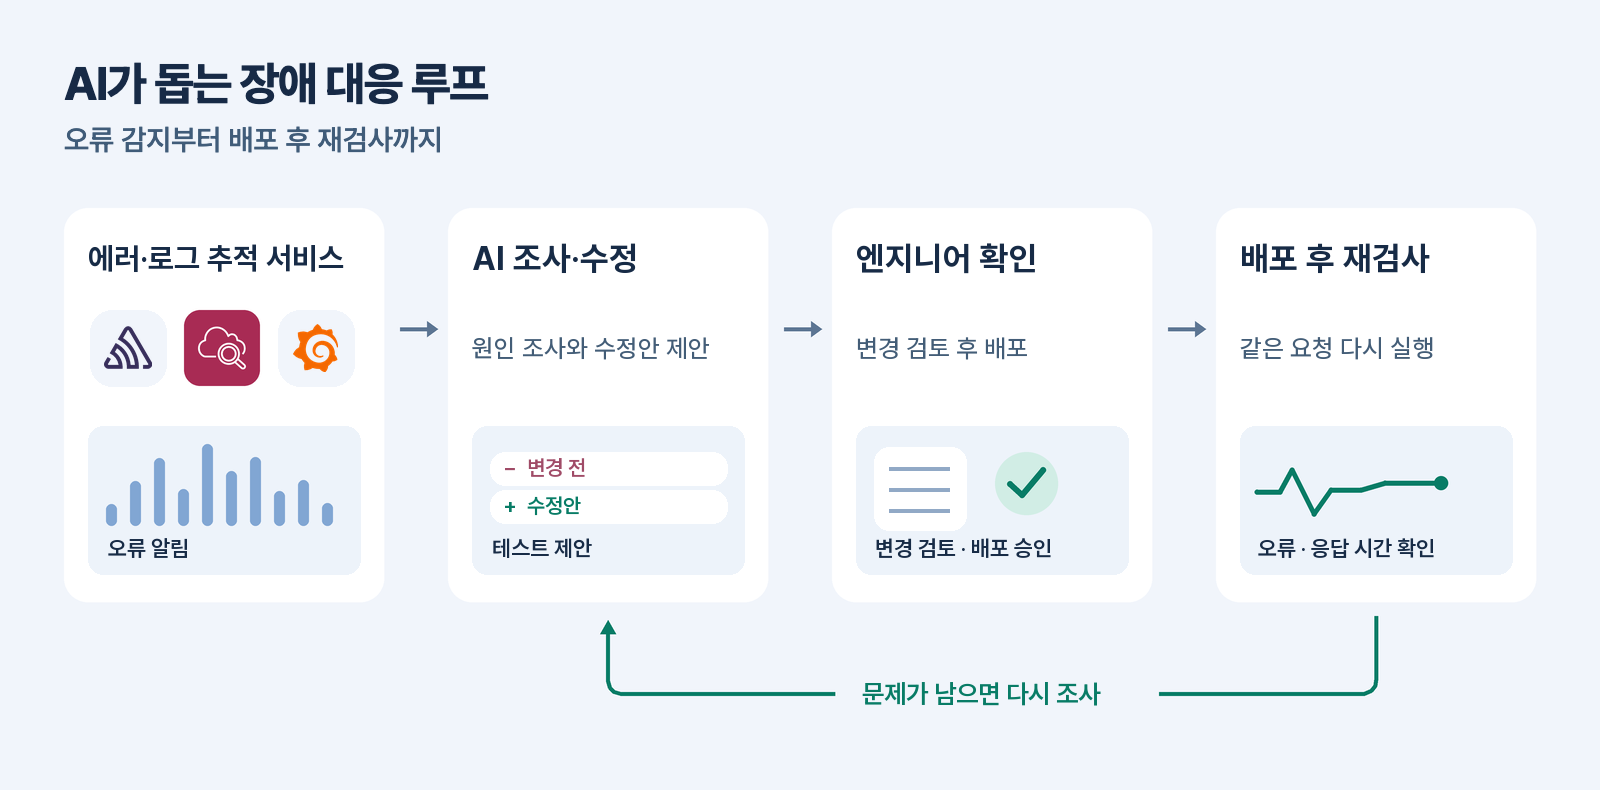 AI가 돕는 장애 대응 루프
오류 감지부터 배포 후 재검사까지
에러·로그 추적 서비스
오류 알림
AI 조사·수정
원인 조사와 수정안 제안
− 변경 전
+ 수정안
테스트 제안
엔지니어 확인
변경 검토 후 배포
변경 검토 · 배포 승인
배포 후 재검사
같은 요청 다시 실행
오류 · 응답 시간 확인
문제가 남으면 다시 조사